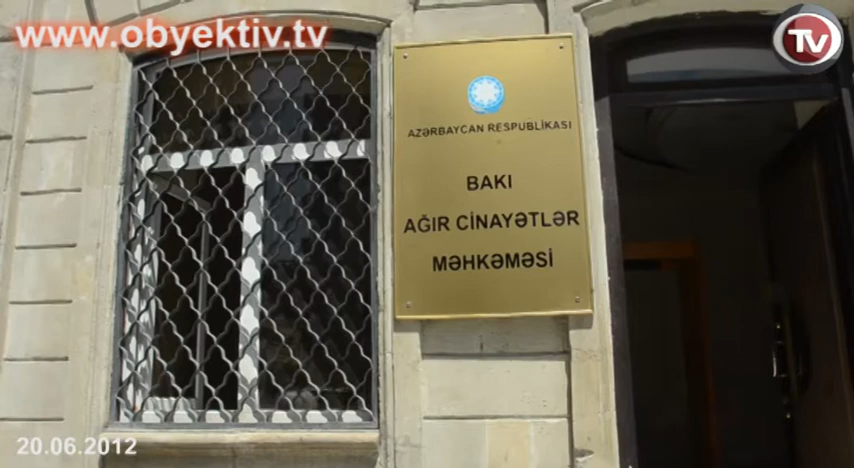 www.obyektiv.tv
TV
AZƏRBAYCAN RESPUBLİKASI
BAKI
AĞIR CİNAYƏTLƏR
MƏHKƏMƏSİ
20.06.2012